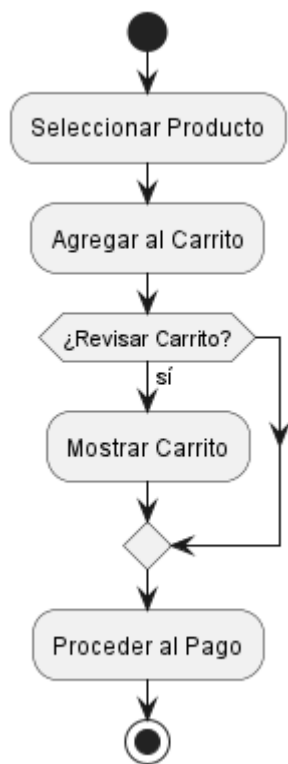 Seleccionar Producto
Agregar al Carrito
¿Revisar Carrito?
sí
Mostrar Carrito
Proceder al Pago